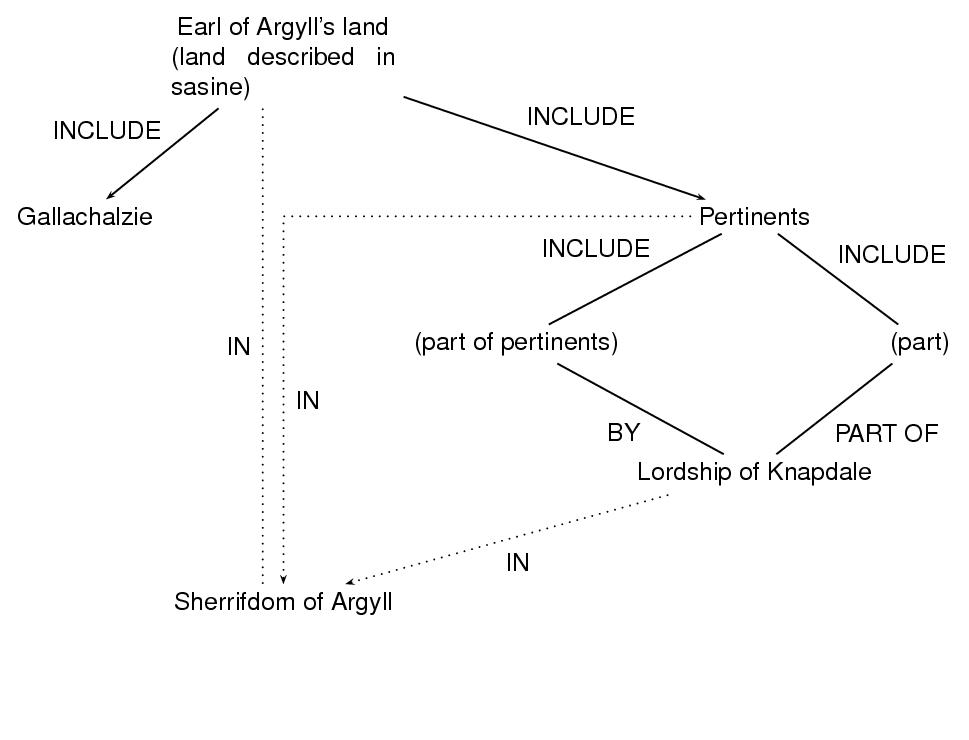 Earl of Argyll's land
(land described in
sasine)
INCLUDE
INCLUDE
Gallachalzie
Pertinents
INCLUDE
INCLUDE
IN
(part of pertinents)
(part)
IN
BY
PART OF
Lordship of Knapdale
IN
Sherrifdom of Argyll